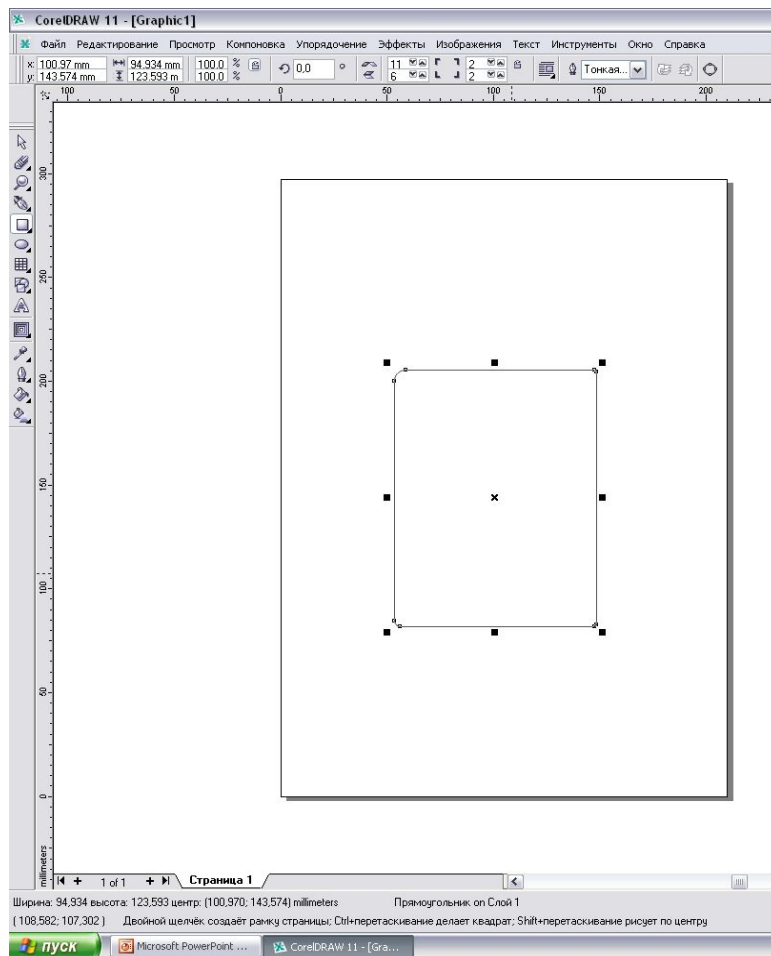 CorelDRAW 11 - [Graphic1]
Файл Редактирование Просмотр Компоновка Упорядочение Эффекты Изображения Текст Инструменты Окно Справка
x: 100.97 mm 94.934 mm 100.0 % 0,0 ° 11 2 Тонкая...
y: 143.574 mm 123.593 m 100.0 % 6 2
100 50 0 50 100 150 200
300
250
200
150
100
50
0
millimeters
1 of 1 Страница 1
Ширина: 94,934 высота: 123,593 центр: (100,970; 143,574) millimeters Прямоугольник on Слой 1
(108,582; 107,302 ) Двойной щелчёк создаёт рамку страницы; Ctrl+перетаскивание делает квадрат; Shift+перетаскивание рисует по центру
пуск Microsoft PowerPoint ... CorelDRAW 11 - [Gra...